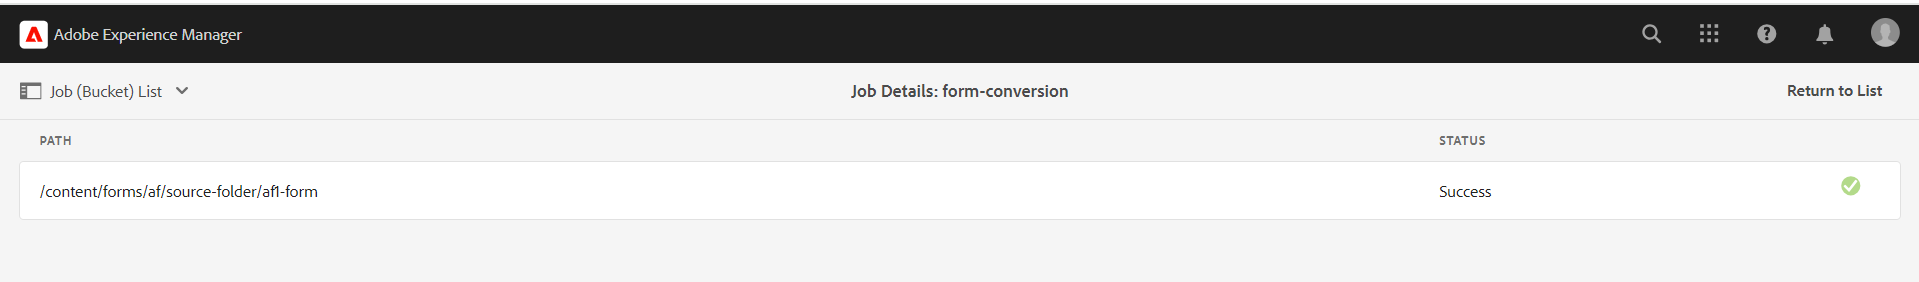 Adobe Experience Manager
Job (Bucket) List
Job Details: form-conversion
Return to List
PATH
STATUS
/content/forms/af/source-folder/af1-form
Success